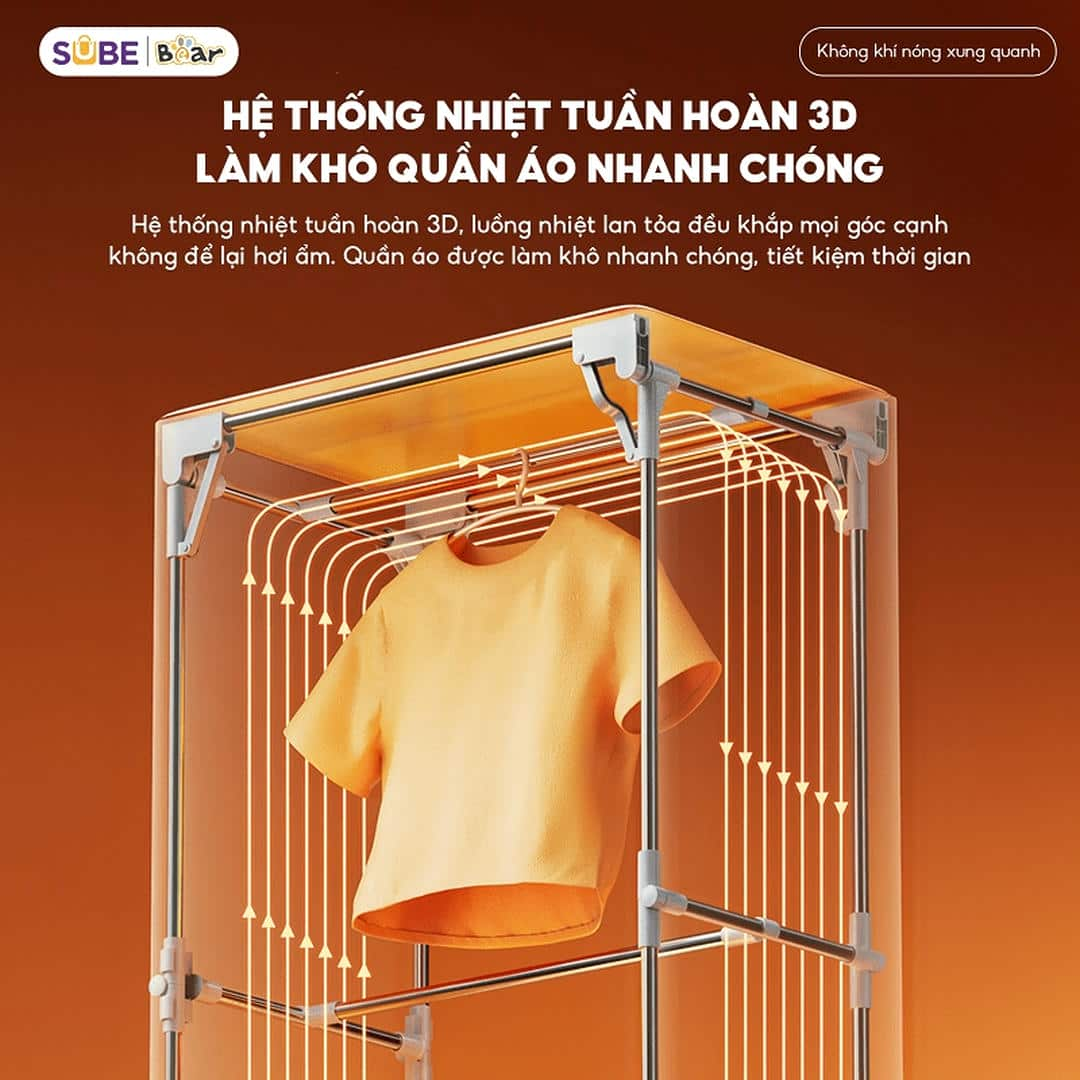 SUBE Bear
Không khí nóng xung quanh
HỆ THỐNG NHIỆT TUẦN HOÀN 3D
LÀM KHÔ QUẦN ÁO NHANH CHÓNG
Hệ thống nhiệt tuần hoàn 3D, luồng nhiệt lan tỏa đều khắp mọi góc cạnh
không để lại hơi ẩm. Quần áo được làm khô nhanh chóng, tiết kiệm thời gian